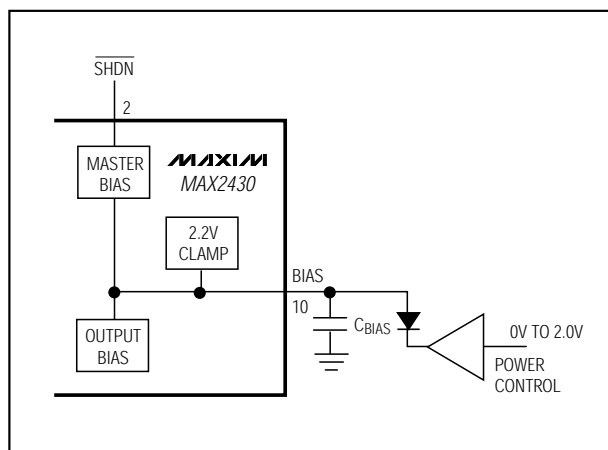 SHDN
2
MASTER
BIAS
MAXIM
MAX2430
2.2V
CLAMP
BIAS
10
CBIAS
OUTPUT
BIAS
0V TO 2.0V
POWER
CONTROL